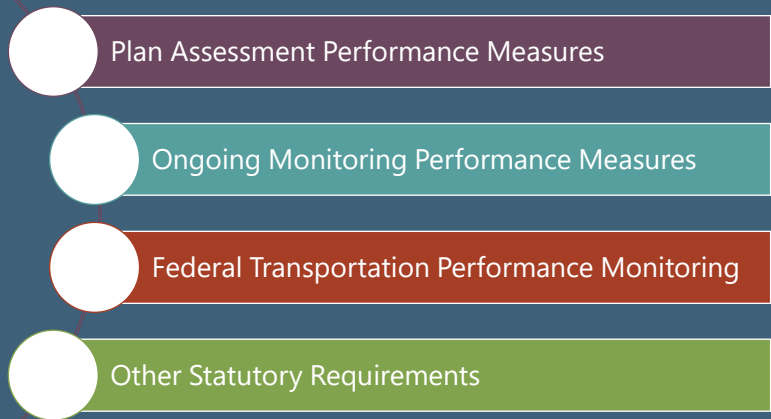 Plan Assessment Performance Measures
Ongoing Monitoring Performance Measures
Federal Transportation Performance Monitoring
Other Statutory Requirements